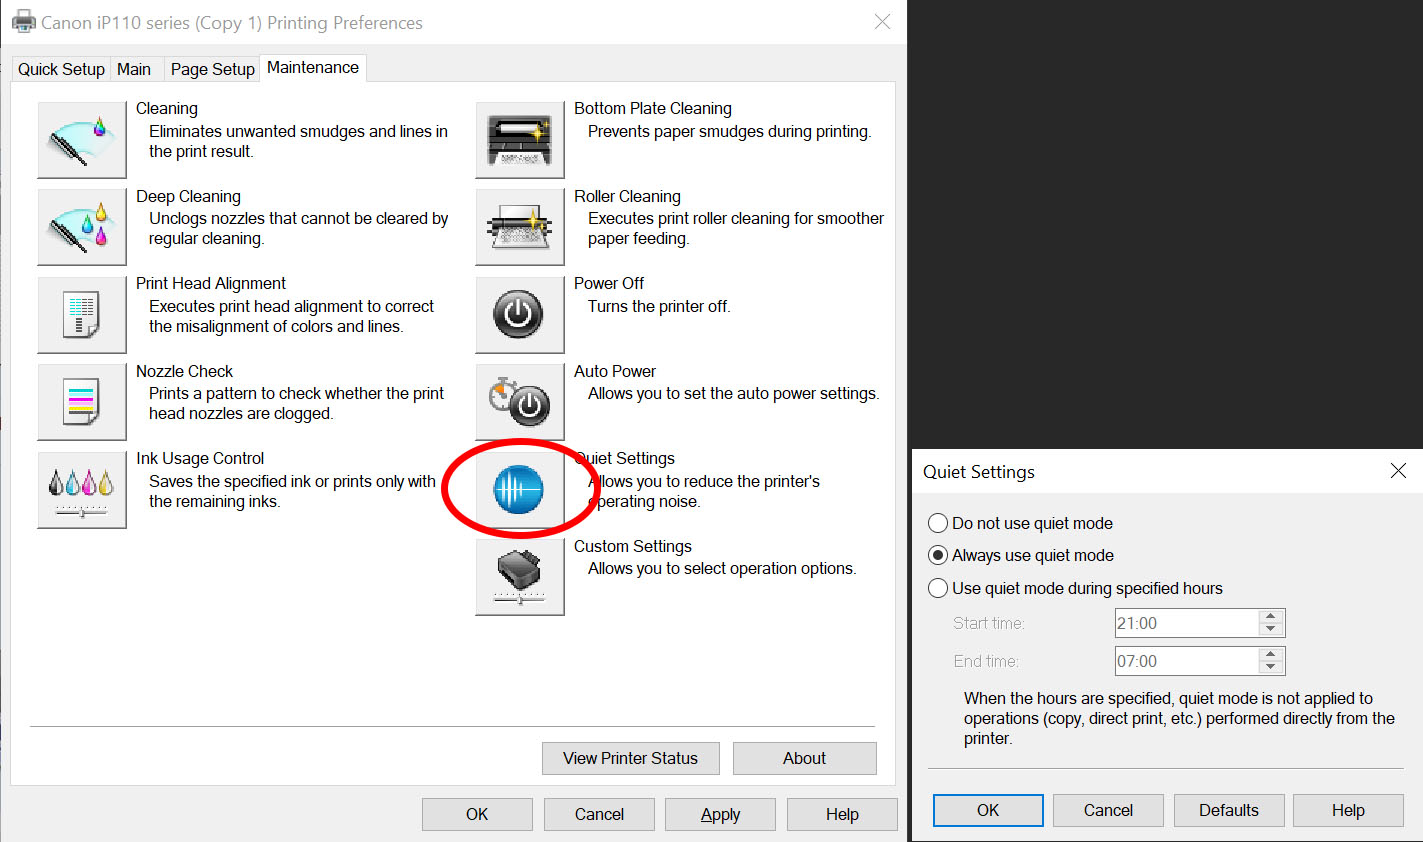 Canon iP110 series (Copy 1) Printing Preferences
Quick Setup Main Page Setup Maintenance
Cleaning
Eliminates unwanted smudges and lines in
the print result.
Deep Cleaning
Unclogs nozzles that cannot be cleared by
regular cleaning.
Print Head Alignment
Executes print head alignment to correct
the misalignment of colors and lines.
Nozzle Check
Prints a pattern to check whether the print
head nozzles are clogged.
Ink Usage Control
Saves the specified ink or prints only with
the remaining inks.
Bottom Plate Cleaning
Prevents paper smudges during printing.
Roller Cleaning
Executes print roller cleaning for smoother
paper feeding.
Power Off
Turns the printer off.
Auto Power
Allows you to set the auto power settings.
Quiet Settings
Allows you to reduce the printer's
operating noise.
Custom Settings
Allows you to select operation options.
View Printer Status About
OK Cancel Apply Help
Quiet Settings
Do not use quiet mode
Always use quiet mode
Use quiet mode during specified hours
Start time: 21:00
End time: 07:00
When the hours are specified, quiet mode is not applied to
operations (copy, direct print, etc.) performed directly from the
printer.
OK Cancel Defaults Help